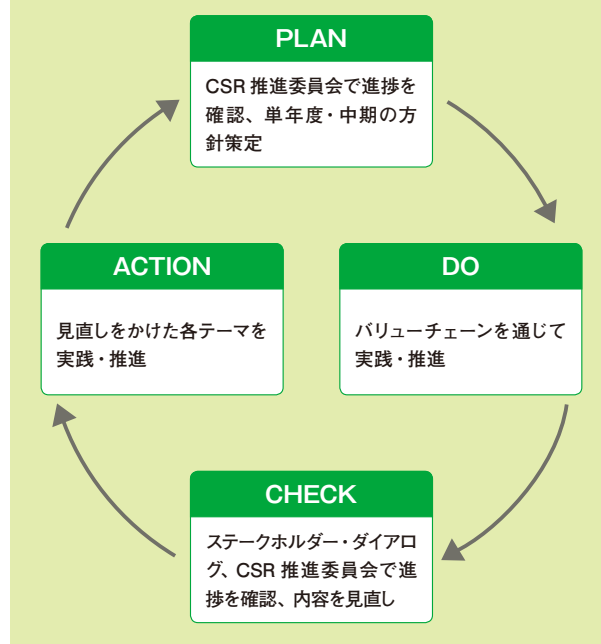 PLAN
CSR 推進委員会で進捗を
確認、単年度・中期の方
針策定
ACTION
見直しをかけた各テーマを
実践・推進
DO
バリューチェーンを通じて
実践・推進
CHECK
ステークホルダー・ダイアロ
グ、CSR 推進委員会で進
捗を確認、内容を見直し